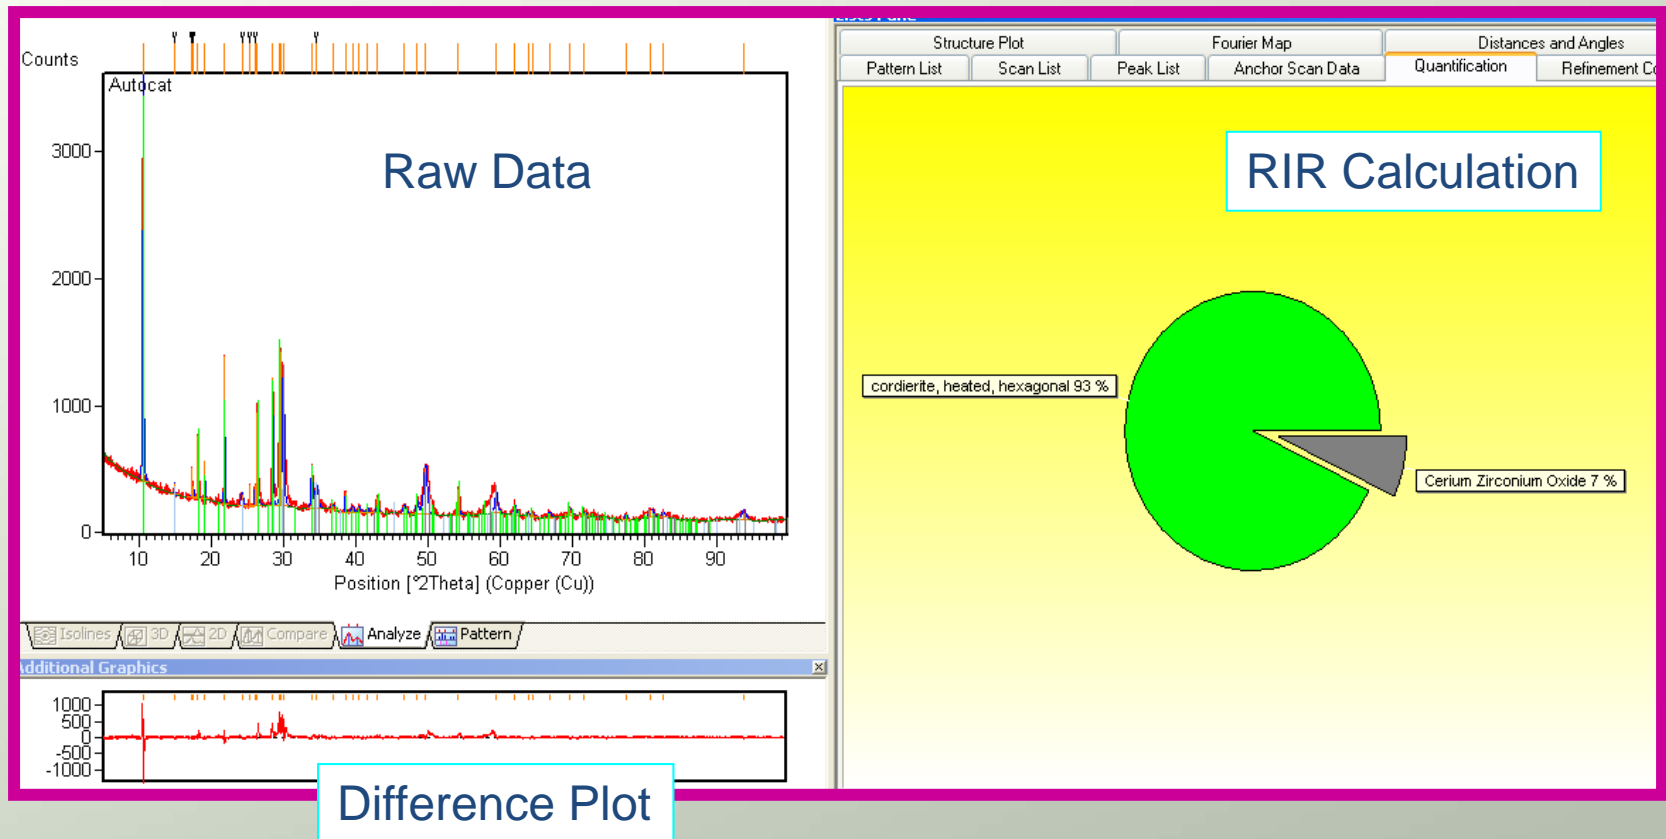 Counts
Autocat
3000
2000
1000
0
Raw Data
10 20 30 40 50 60 70 80 90
Position [°2Theta] (Copper (Cu))
Isolines 3D 2D Compare Analyze Pattern
Additional Graphics
1000
500
0
-500
-1000
Difference Plot
Lists Pane
Structure Plot Fourier Map Distances and Angles
Pattern List Scan List Peak List Anchor Scan Data Quantification Refinement
RIR Calculation
cordierite, heated, hexagonal 93 %
Cerium Zirconium Oxide 7 %